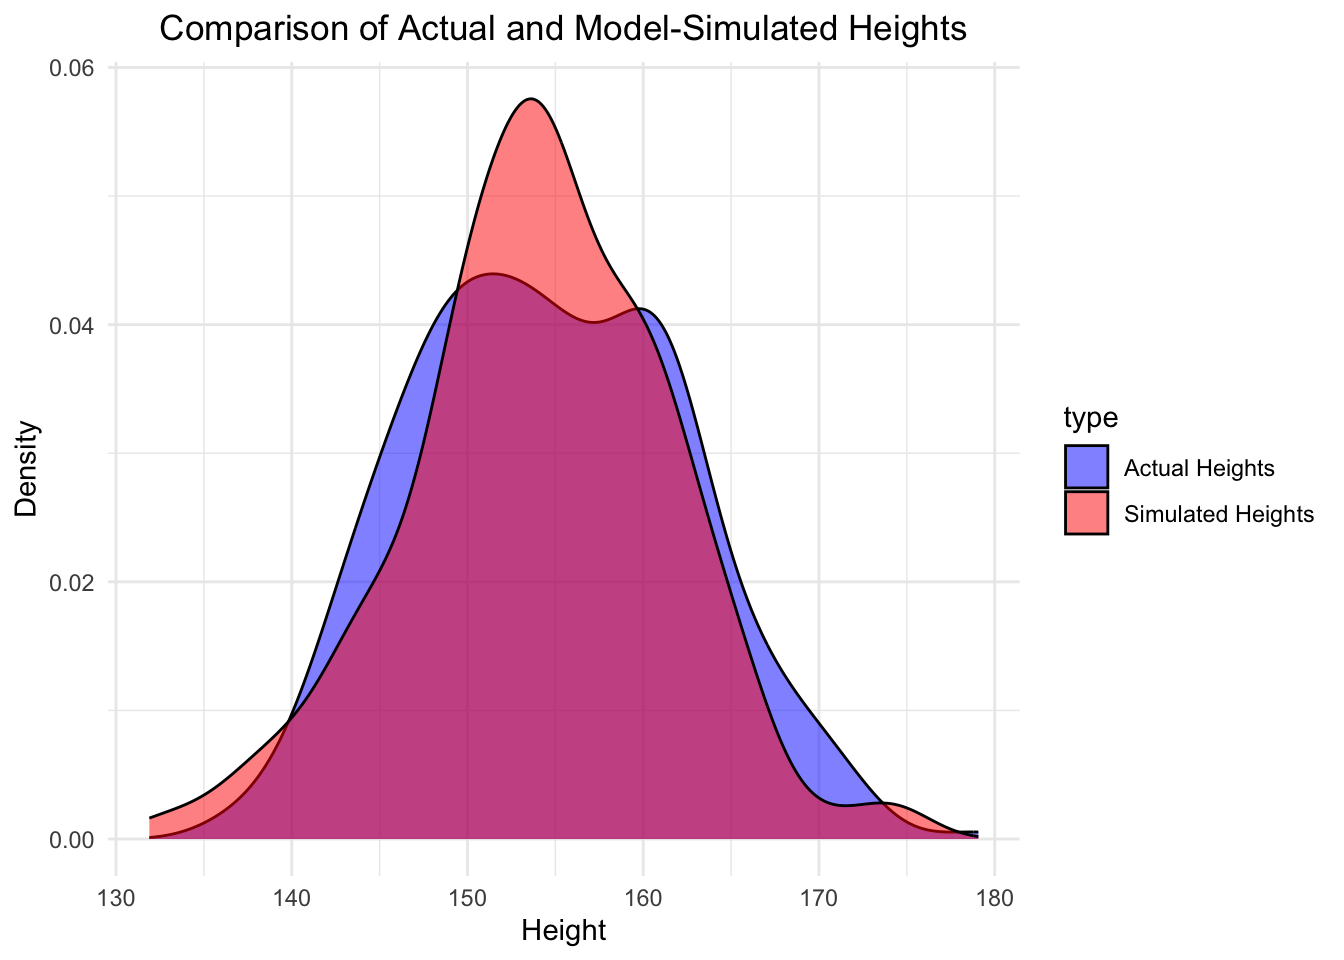 Comparison of Actual and Model-Simulated Heights
0.06
0.04
0.02
0.00
Density
130 140 150 160 170 180
Height
type
Actual Heights
Simulated Heights